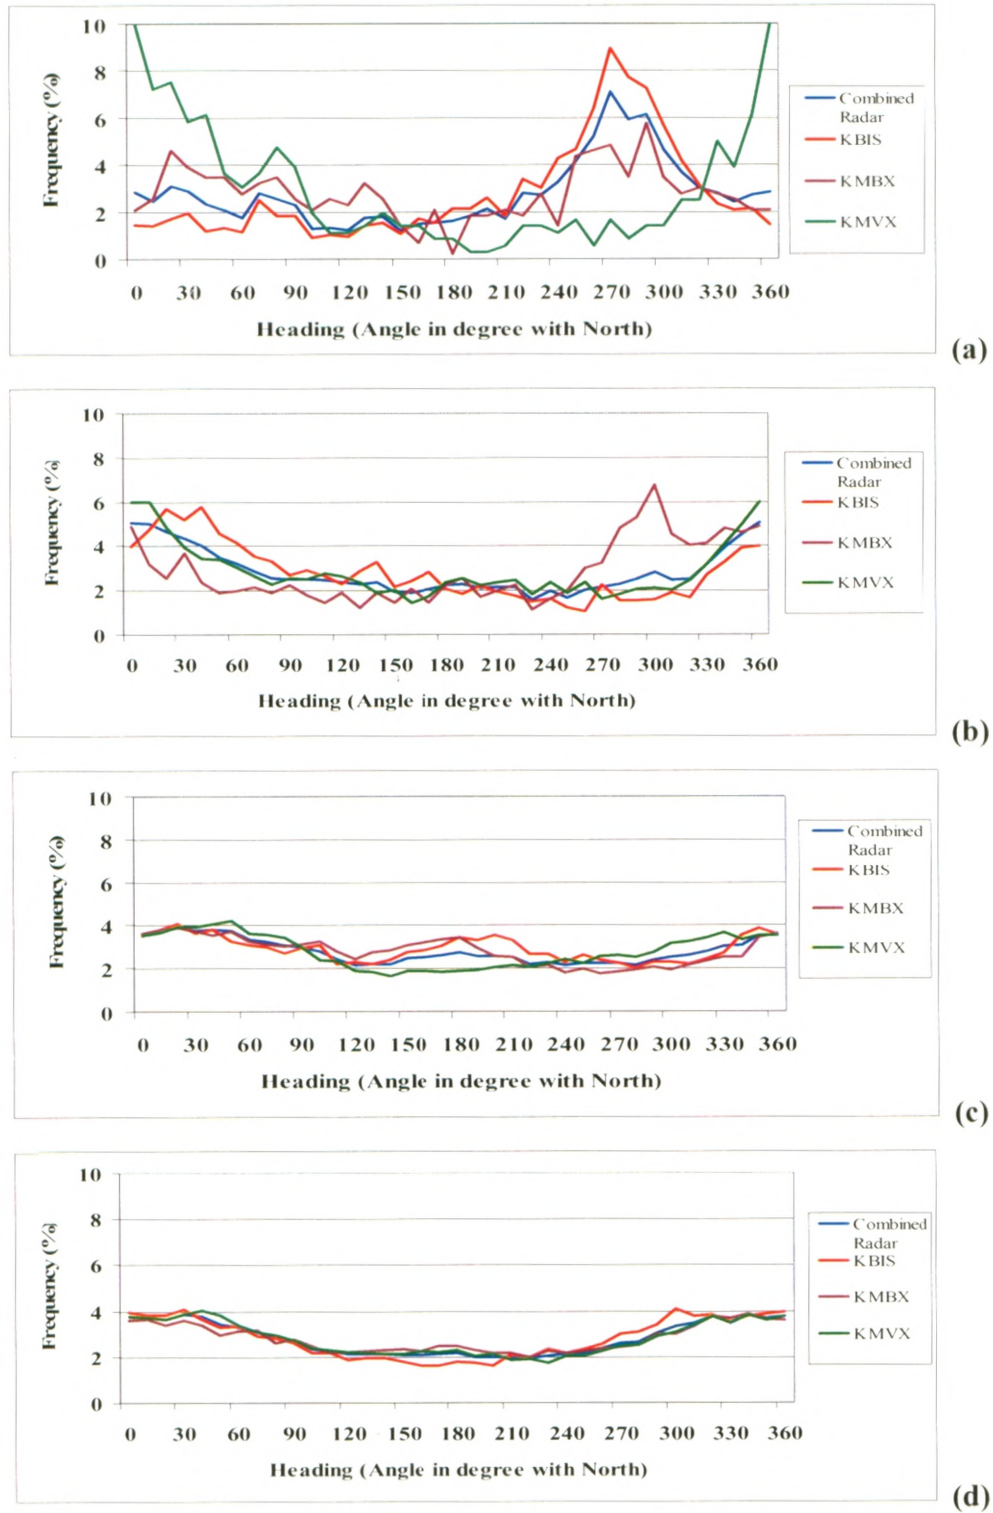 10
8
6
4
2
0
Frequency (%)
0 30 60 90 120 150 180 210 240 270 300 330 360
Heading (Angle in degree with North)
Combined
Radar
KBIS
KMBX
KMVX
(a)
10
8
6
4
2
0
Frequency (%)
0 30 60 90 120 150 180 210 240 270 300 330 360
Heading (Angle in degree with North)
Combined
Radar
KBIS
KMBX
KMVX
(b)
10
8
6
4
2
0
Frequency (%)
0 30 60 90 120 150 180 210 240 270 300 330 360
Heading (Angle in degree with North)
Combined
Radar
KBIS
KMBX
KMVX
(c)
10
8
6
4
2
0
Frequency (%)
0 30 60 90 120 150 180 210 240 270 300 330 360
Heading (Angle in degree with North)
Combined
Radar
KBIS
KMBX
KMVX
(d)